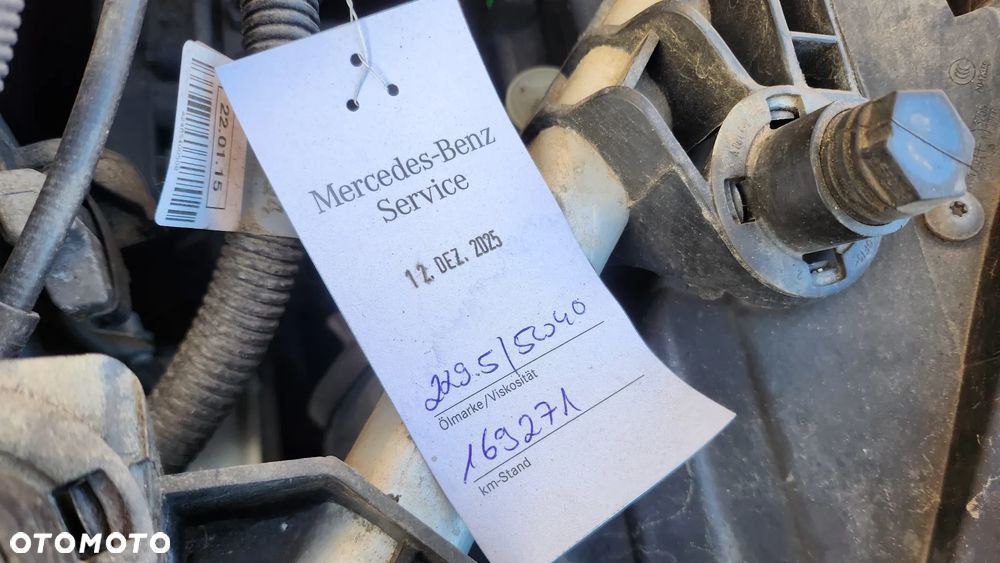 22.01.15
Mercedes-Benz
Service
12. DEZ. 2025
229.5/5w40
Ölmarke/Viskosität
169271
km-Stand
OTOMOTO